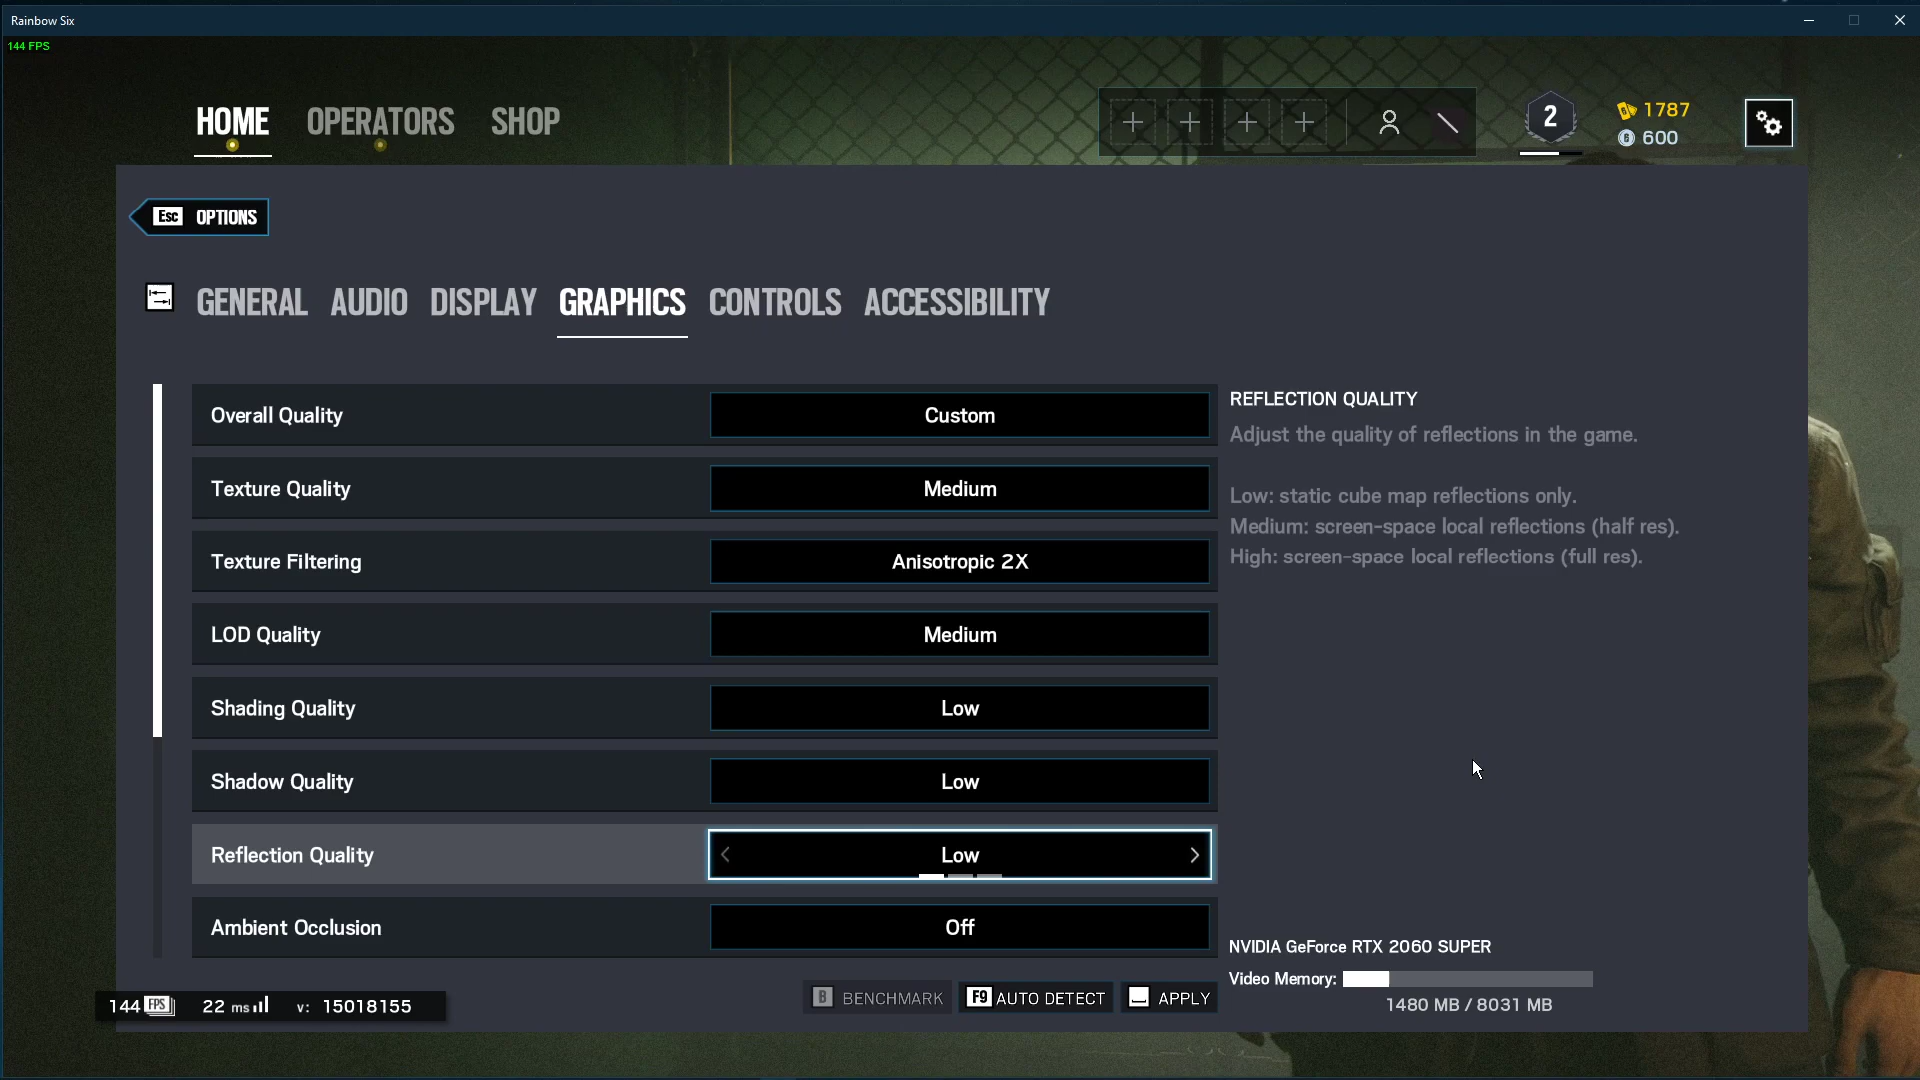 Rainbow Six
144 FPS
HOME OPERATORS SHOP
2
1787
600
Esc OPTIONS
GENERAL AUDIO DISPLAY GRAPHICS CONTROLS ACCESSIBILITY
Overall Quality Custom
Texture Quality Medium
Texture Filtering Anisotropic 2X
LOD Quality Medium
Shading Quality Low
Shadow Quality Low
Reflection Quality Low
Ambient Occlusion Off
REFLECTION QUALITY
Adjust the quality of reflections in the game.
Low: static cube map reflections only.
Medium: screen-space local reflections (half res).
High: screen-space local reflections (full res).
NVIDIA GeForce RTX 2060 SUPER
Video Memory:
1480 MB / 8031 MB
B BENCHMARK F9 AUTO DETECT APPLY
144 FPS 22 ms v: 15018155